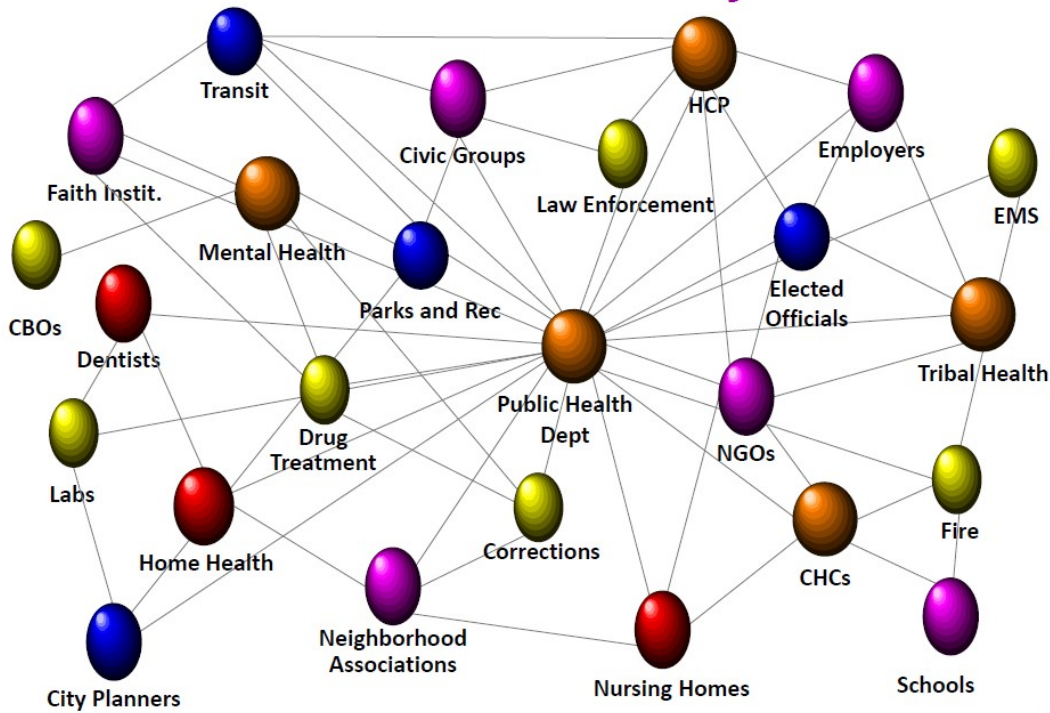 Transit
HCP
Civic Groups
Employers
Faith Instit.
Law Enforcement
EMS
Mental Health
Elected
Officials
CBOs
Parks and Rec
Dentists
Tribal Health
Public Health
Dept
Drug
Treatment
NGOs
Labs
Home Health
Corrections
Fire
CHCs
Neighborhood
Associations
Nursing Homes
Schools
City Planners